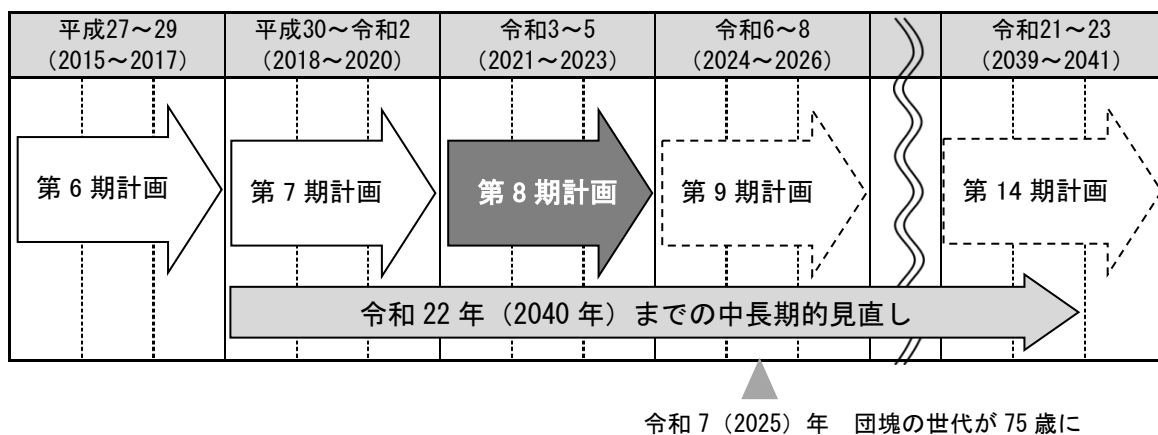 平成27～29
（2015～2017）
平成30～令和2
（2018～2020）
令和3～5
（2021～2023）
令和6～8
（2024～2026）
令和21～23
（2039～2041）
第 6 期計画
第 7 期計画
第 8 期計画
第 9 期計画
第 14 期計画
令和 22 年（2040 年）までの中長期的見直し
令和 7（2025）年　団塊の世代が 75 歳に